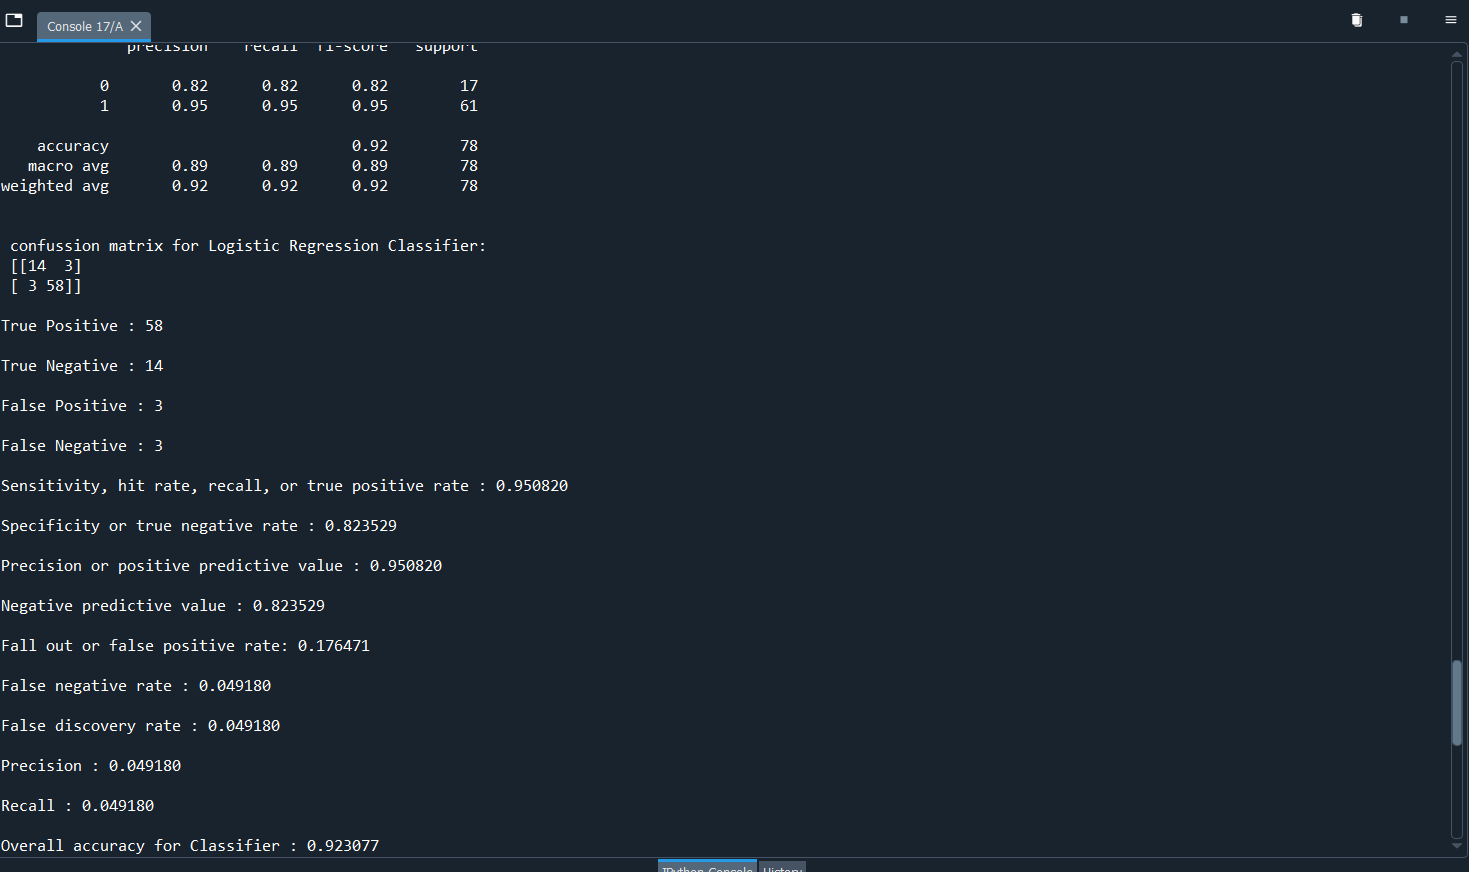 Console 17/A
precision recall f1-score support
0 0.82 0.82 0.82 17
1 0.95 0.95 0.95 61
accuracy 0.92 78
macro avg 0.89 0.89 0.89 78
weighted avg 0.92 0.92 0.92 78
confussion matrix for Logistic Regression Classifier:
[[14  3]
[ 3 58]]
True Positive : 58
True Negative : 14
False Positive : 3
False Negative : 3
Sensitivity, hit rate, recall, or true positive rate : 0.950820
Specificity or true negative rate : 0.823529
Precision or positive predictive value : 0.950820
Negative predictive value : 0.823529
Fall out or false positive rate: 0.176471
False negative rate : 0.049180
False discovery rate : 0.049180
Precision : 0.049180
Recall : 0.049180
Overall accuracy for Classifier : 0.923077
IPython Console History